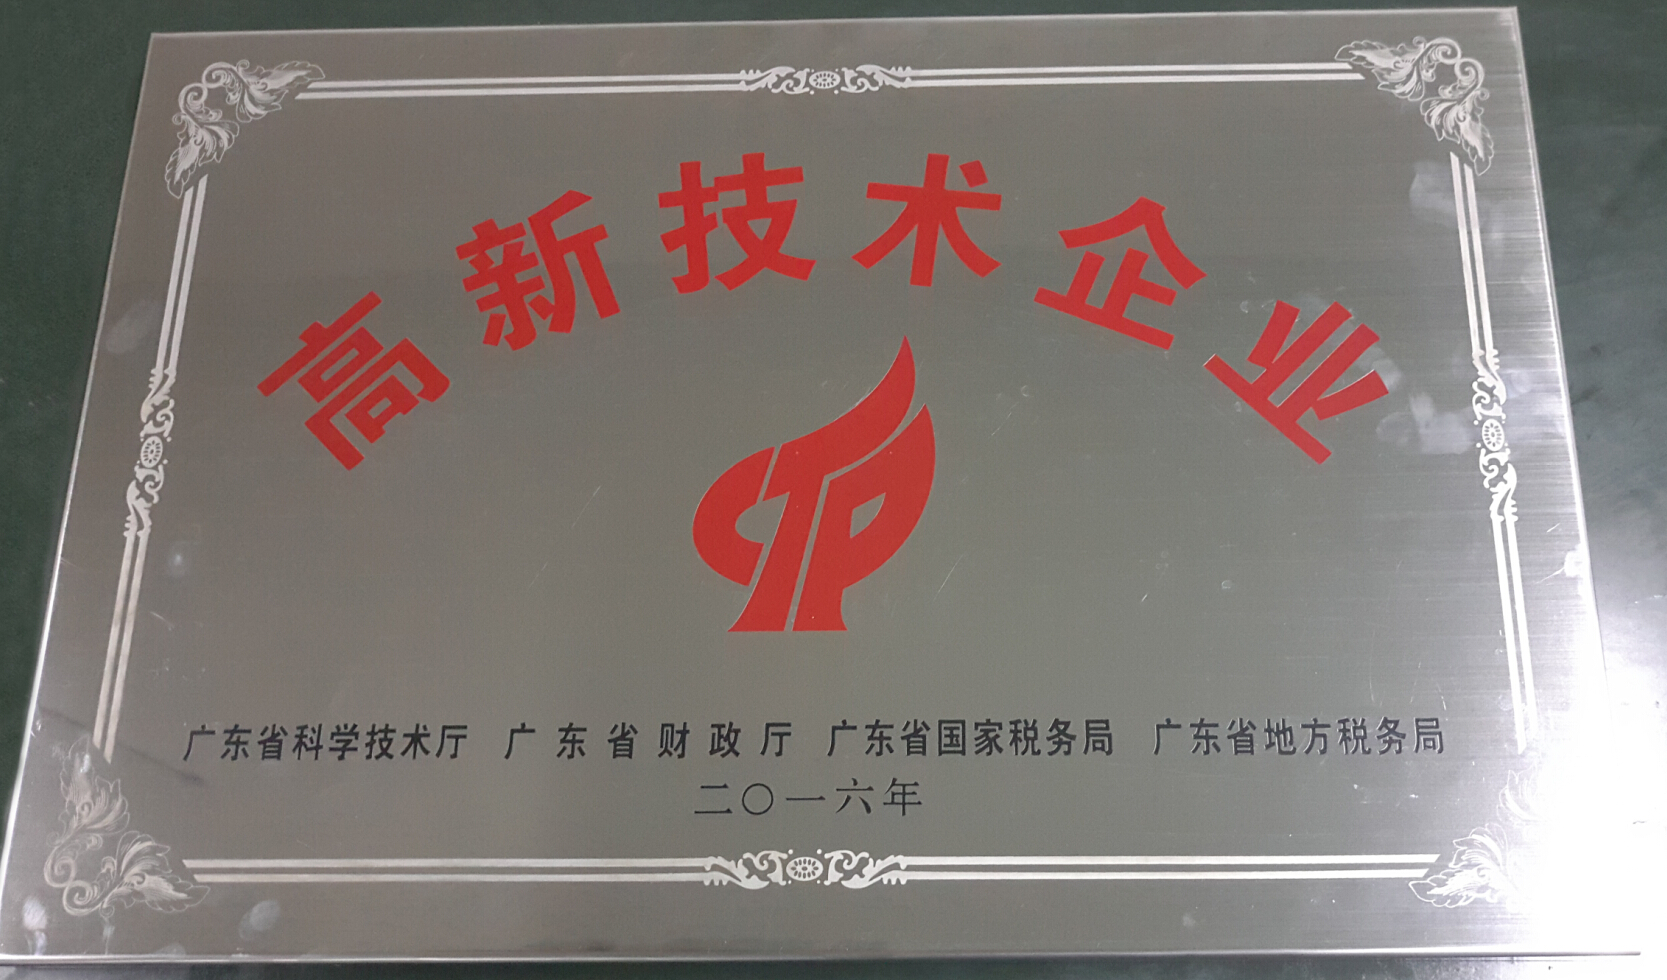 高新技术企业
广东省科学技术厅 广东省财政厅 广东省国家税务局 广东省地方税务局
二〇一六年